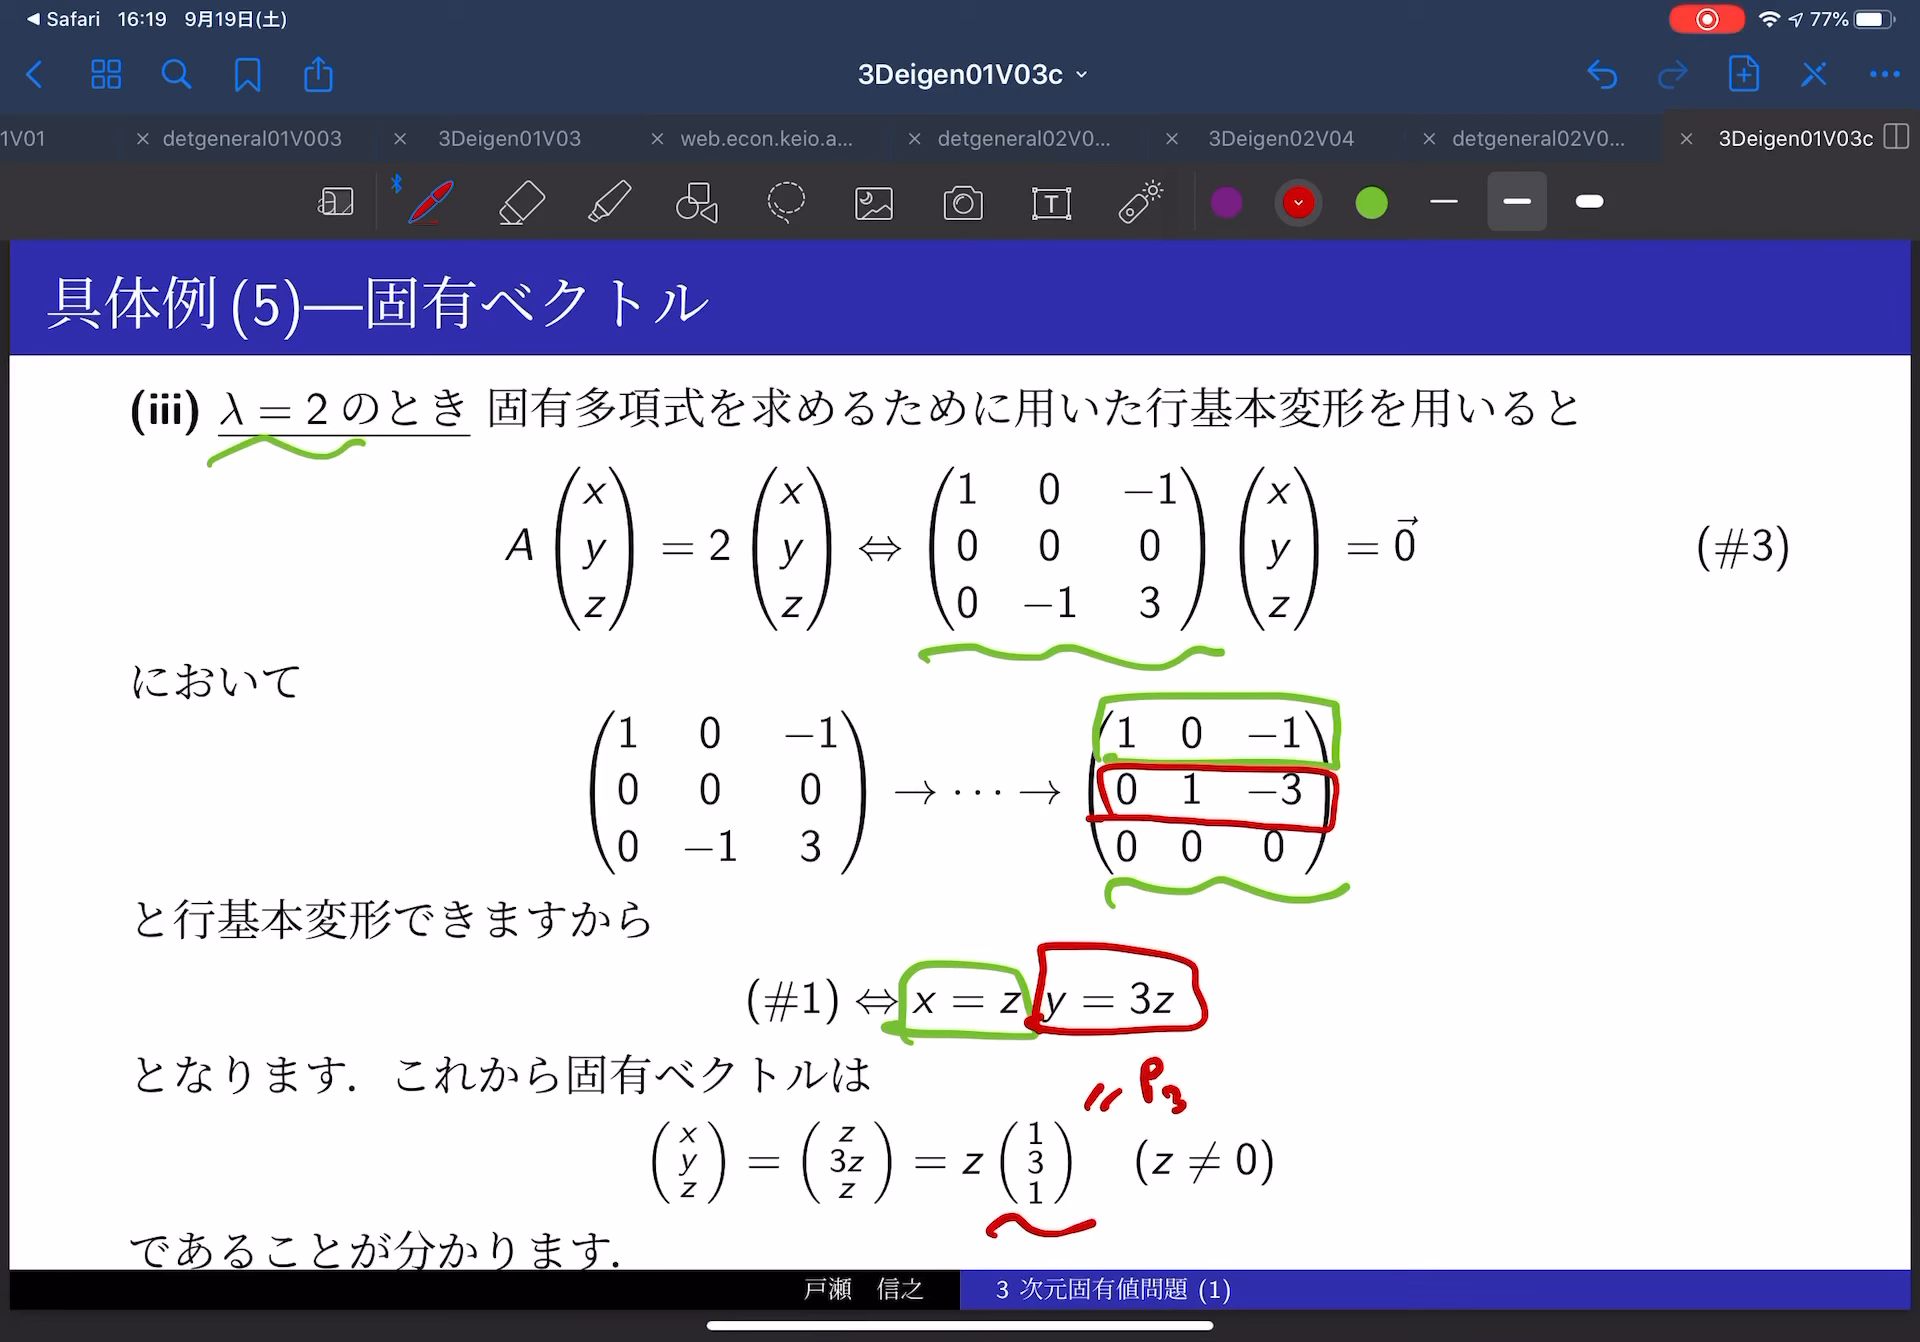 ◀ Safari 16:19 9月19日(土) 77%
3Deigen01V03c
1V01 × detgeneral01V003 × 3Deigen01V03 × web.econ.keio.a... × detgeneral02V0... × 3Deigen02V04 × detgeneral02V0... × 3Deigen01V03c
具体例(5)—固有ベクトル
(iii) λ = 2 のとき 固有多項式を求めるために用いた行基本変形を用いると
A (x y z) = 2 (x y z) ⇔ (1 0 −1 / 0 0 0 / 0 −1 3) (x y z) = 0⃗ (#3)
において
(1 0 −1 / 0 0 0 / 0 −1 3) → ⋯ → (1 0 −1 / 0 1 −3 / 0 0 0)
と行基本変形できますから
(#1) ⇔ x = z, y = 3z
となります．これから固有ベクトルは
〃 P₃
(x y z) = (z 3z z) = z (1 3 1) (z ≠ 0)
であることが分かります．
戸瀬 信之 3 次元固有値問題 (1)